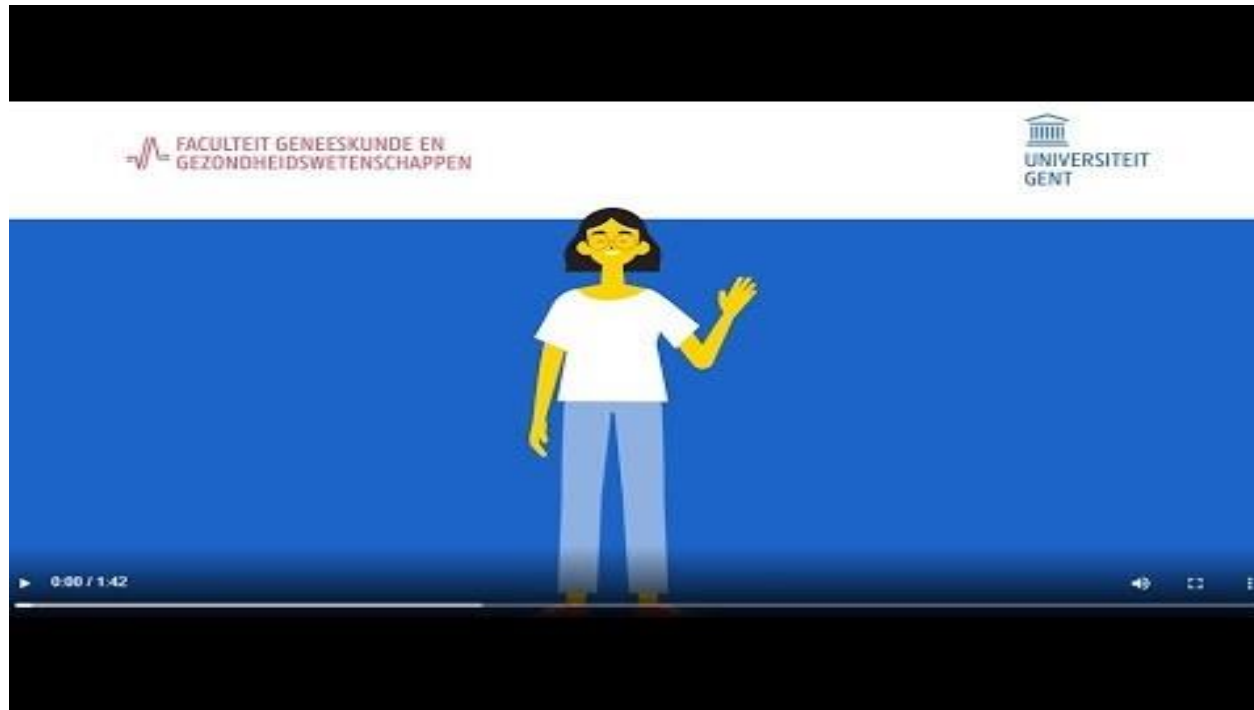 FACULTEIT GENEESKUNDE EN
GEZONDHEIDSWETENSCHAPPEN
UNIVERSITEIT
GENT
0:00 / 1:42